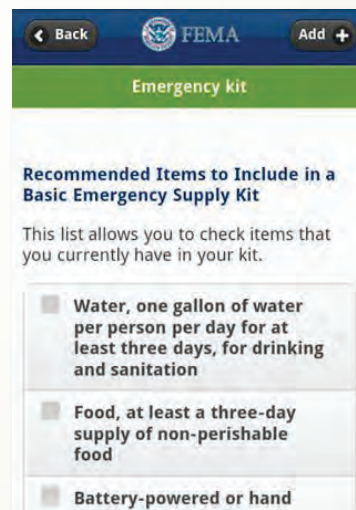 Back FEMA Add
Emergency kit
Recommended Items to Include in a
Basic Emergency Supply Kit
This list allows you to check items that
you currently have in your kit.
Water, one gallon of water
per person per day for at
least three days, for drinking
and sanitation
Food, at least a three-day
supply of non-perishable
food
Battery-powered or hand